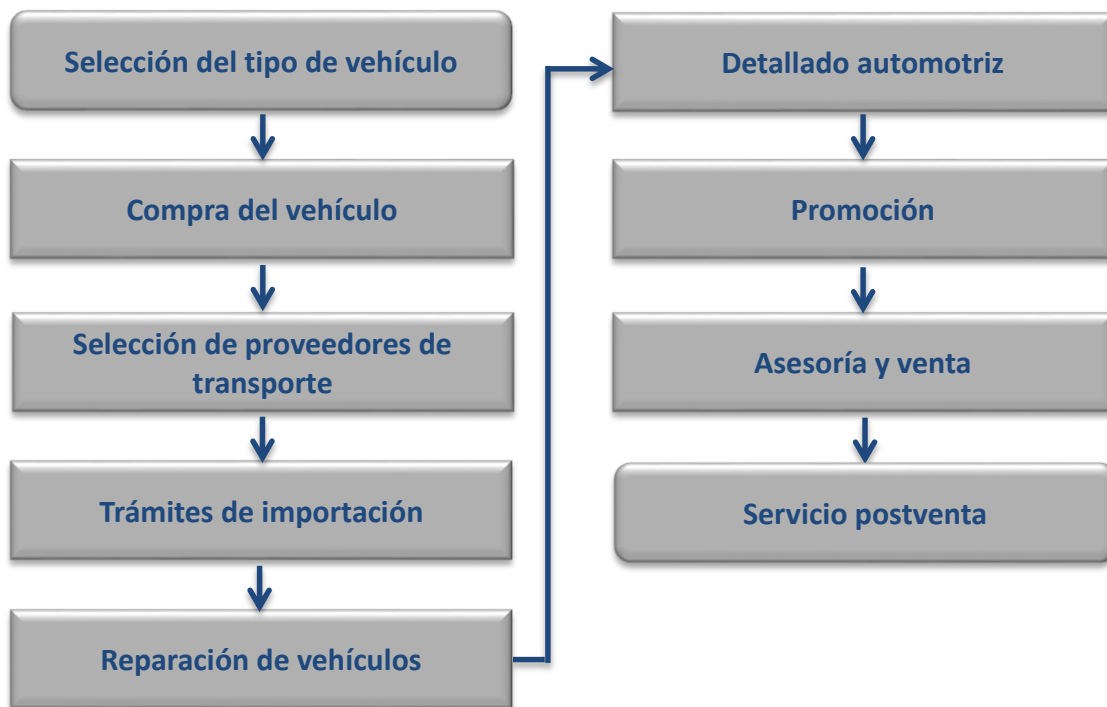 Selección del tipo de vehículo
Compra del vehículo
Selección de proveedores de
transporte
Trámites de importación
Reparación de vehículos
Detallado automotriz
Promoción
Asesoría y venta
Servicio postventa